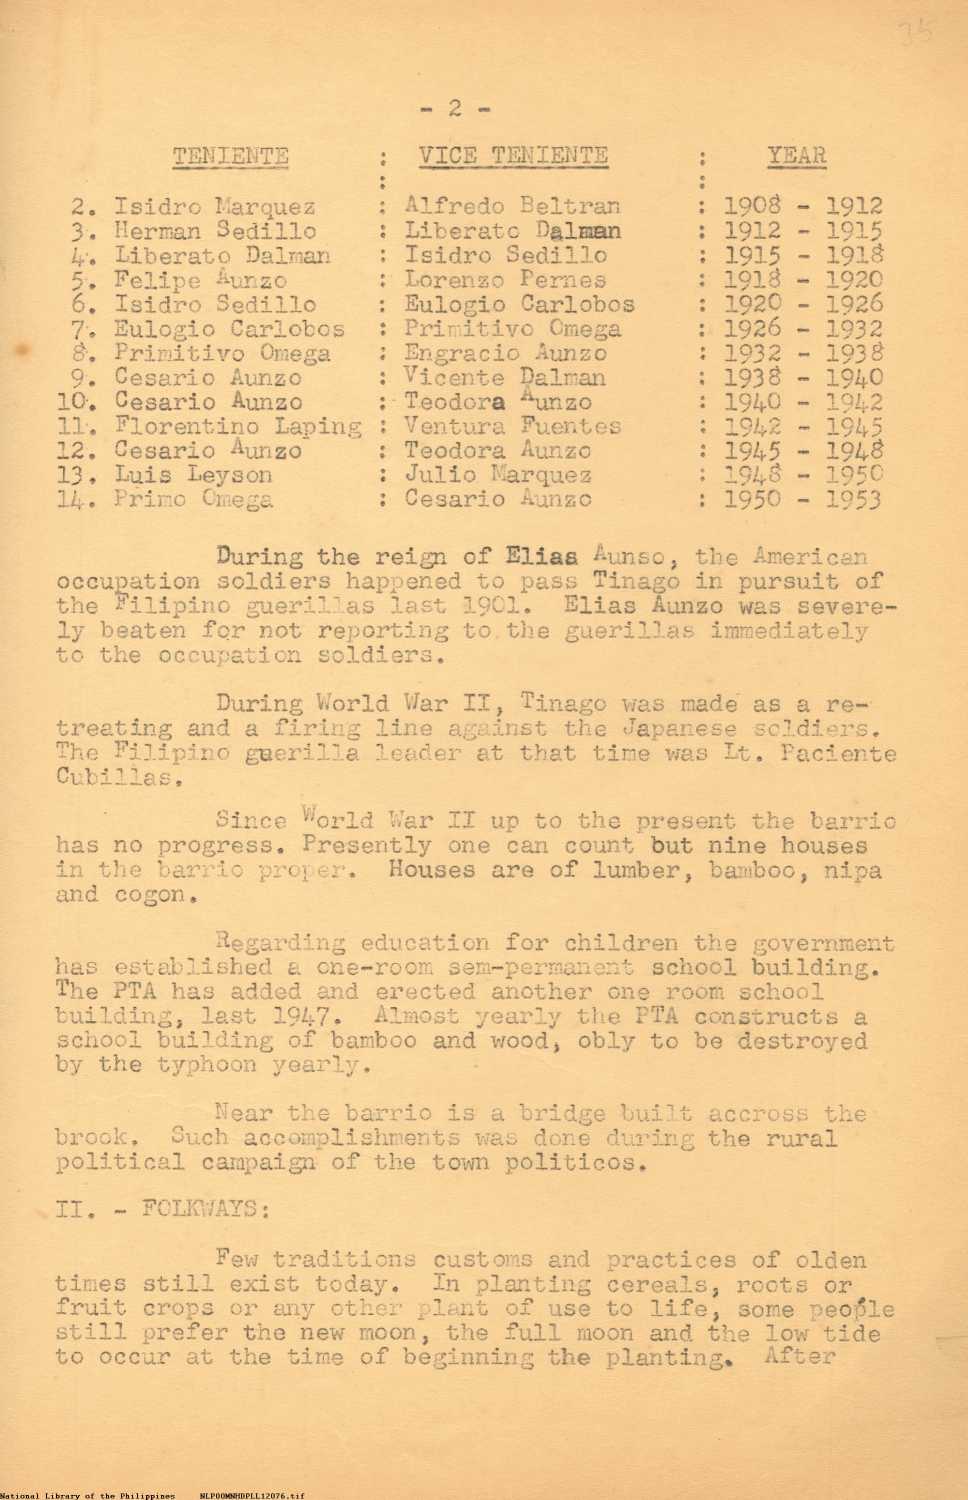 35
- 2 -
TENIENTE : VICE TENIENTE : YEAR
: :
2. Isidro Marquez : Alfredo Beltran : 1908 - 1912
3. Herman Sedillo : Liberato Dalman : 1912 - 1915
4. Liberato Dalman : Isidro Sedillo : 1915 - 1918
5. Felipe Aunzo : Lorenzo Pernes : 1918 - 1920
6. Isidro Sedillo : Eulogio Carlobos : 1920 - 1926
7. Eulogio Carlobos : Primitivo Omega : 1926 - 1932
8. Primitivo Omega : Engracio Aunzo : 1932 - 1938
9. Cesario Aunzo : Vicente Dalman : 1938 - 1940
10. Cesario Aunzo : Teodora Aunzo : 1940 - 1942
11. Florentino Laping : Ventura Fuentes : 1942 - 1945
12. Cesario Aunzo : Teodora Aunzo : 1945 - 1948
13. Luis Leyson : Julio Marquez : 1948 - 1950
14. Primo Omega : Cesario Aunzo : 1950 - 1953
During the reign of Elias Aunso, the American
occupation soldiers happened to pass Tinago in pursuit of
the Filipino guerillas last 1901. Elias Aunzo was severe-
ly beaten for not reporting to the guerillas immediately
to the occupation soldiers.
During World War II, Tinago was made as a re-
treating and a firing line against the Japanese soldiers.
The Filipino guerilla leader at that time was Lt. Paciente
Cubillas.
Since World War II up to the present the barrio
has no progress. Presently one can count but nine houses
in the barrio proper. Houses are of lumber, bamboo, nipa
and cogon.
Regarding education for children the government
has established a one-room sem-permanent school building.
The PTA has added and erected another one room school
building, last 1947. Almost yearly the PTA constructs a
school building of bamboo and wood, obly to be destroyed
by the typhoon yearly.
Near the barrio is a bridge built accross the
brook. Such accomplishments was done during the rural
political campaign of the town politicos.
II. - FOLKWAYS:
Few traditions customs and practices of olden
times still exist today. In planting cereals, roots or
fruit crops or any other plant of use to life, some people
still prefer the new moon, the full moon and the low tide
to occur at the time of beginning the planting. After
National Library of the Philippines NLPOOMNHDPLL12076.tif